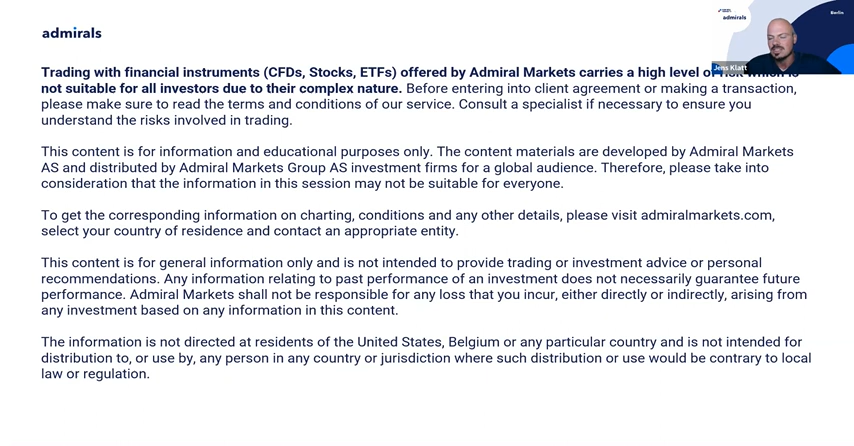 admirals
admirals
Berlin
Jens Klatt
Trading with financial instruments (CFDs, Stocks, ETFs) offered by Admiral Markets carries a high level of risk which is
not suitable for all investors due to their complex nature. Before entering into client agreement or making a transaction,
please make sure to read the terms and conditions of our service. Consult a specialist if necessary to ensure you
understand the risks involved in trading.
This content is for information and educational purposes only. The content materials are developed by Admiral Markets
AS and distributed by Admiral Markets Group AS investment firms for a global audience. Therefore, please take into
consideration that the information in this session may not be suitable for everyone.
To get the corresponding information on charting, conditions and any other details, please visit admiralmarkets.com,
select your country of residence and contact an appropriate entity.
This content is for general information only and is not intended to provide trading or investment advice or personal
recommendations. Any information relating to past performance of an investment does not necessarily guarantee future
performance. Admiral Markets shall not be responsible for any loss that you incur, either directly or indirectly, arising from
any investment based on any information in this content.
The information is not directed at residents of the United States, Belgium or any particular country and is not intended for
distribution to, or use by, any person in any country or jurisdiction where such distribution or use would be contrary to local
law or regulation.